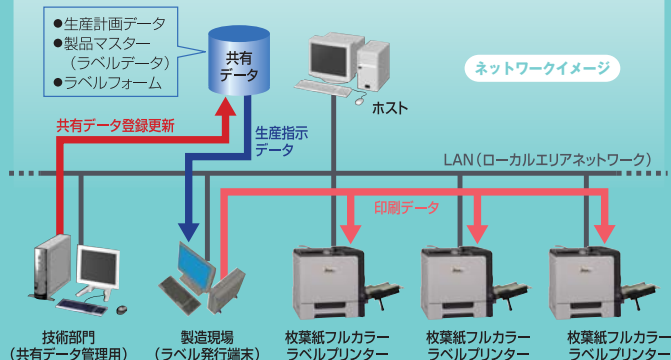 ●生産計画データ
●製品マスター
（ラベルデータ）
●ラベルフォーム
共有
データ
ホスト
ネットワークイメージ
共有データ登録更新
生産指示
データ
LAN（ローカルエリアネットワーク）
印刷データ
技術部門
（共有データ管理用）
製造現場
（ラベル発行端末）
枚葉紙フルカラー
ラベルプリンター
枚葉紙フルカラー
ラベルプリンター
枚葉紙フルカラー
ラベルプリンター